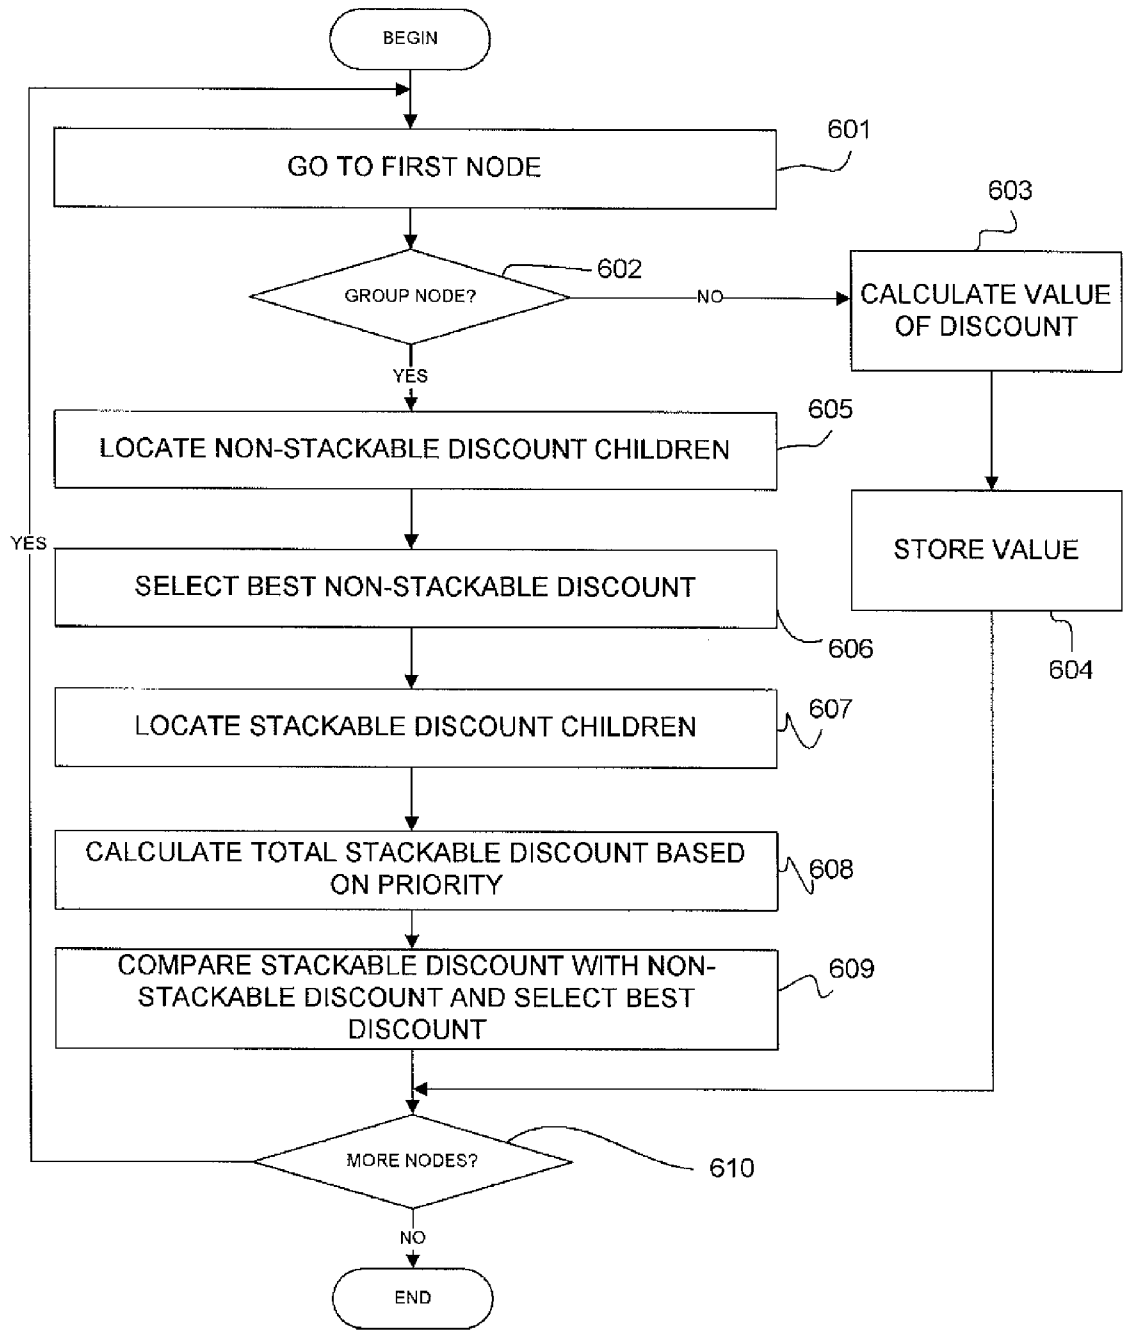 BEGIN
601
GO TO FIRST NODE
603
602
GROUP NODE?
NO
CALCULATE VALUE
OF DISCOUNT
YES
605
LOCATE NON-STACKABLE DISCOUNT CHILDREN
YES
STORE VALUE
SELECT BEST NON-STACKABLE DISCOUNT
606
604
607
LOCATE STACKABLE DISCOUNT CHILDREN
CALCULATE TOTAL STACKABLE DISCOUNT BASED
ON PRIORITY
608
COMPARE STACKABLE DISCOUNT WITH NON-
STACKABLE DISCOUNT AND SELECT BEST
DISCOUNT
609
MORE NODES?
610
NO
END